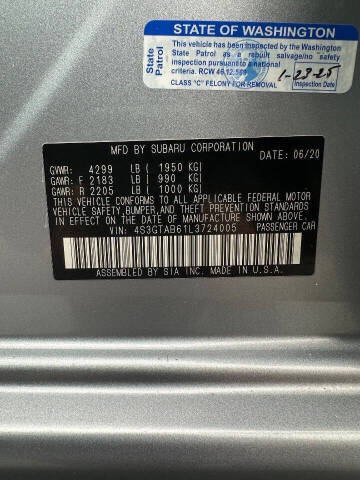 STATE OF WASHINGTON
State Patrol
This vehicle has been inspected by the Washington
State Patrol as a rebuilt salvage/no safety
inspection pursuant to a national
criteria. RCW 46.12.
CLASS "C" FELONY FOR REMOVAL
1-23-25
Inspection Date
State Patrol
MFD BY SUBARU CORPORATION
DATE: 06/20
GVWR: 4299 LB ( 1950 KG)
GAWR: F 2183 LB ( 990 KG)
GAWR: R 2205 LB ( 1000 KG)
THIS VEHICLE CONFORMS TO ALL APPLICABLE FEDERAL MOTOR
VEHICLE SAFETY,BUMPER,AND THEFT PREVENTION STANDARDS
IN EFFECT ON THE DATE OF MANUFACTURE SHOWN ABOVE.
VIN: 4S3GTAB61L3724005 PASSENGER CAR
ASSEMBLED BY SIA INC. MADE IN U.S.A.